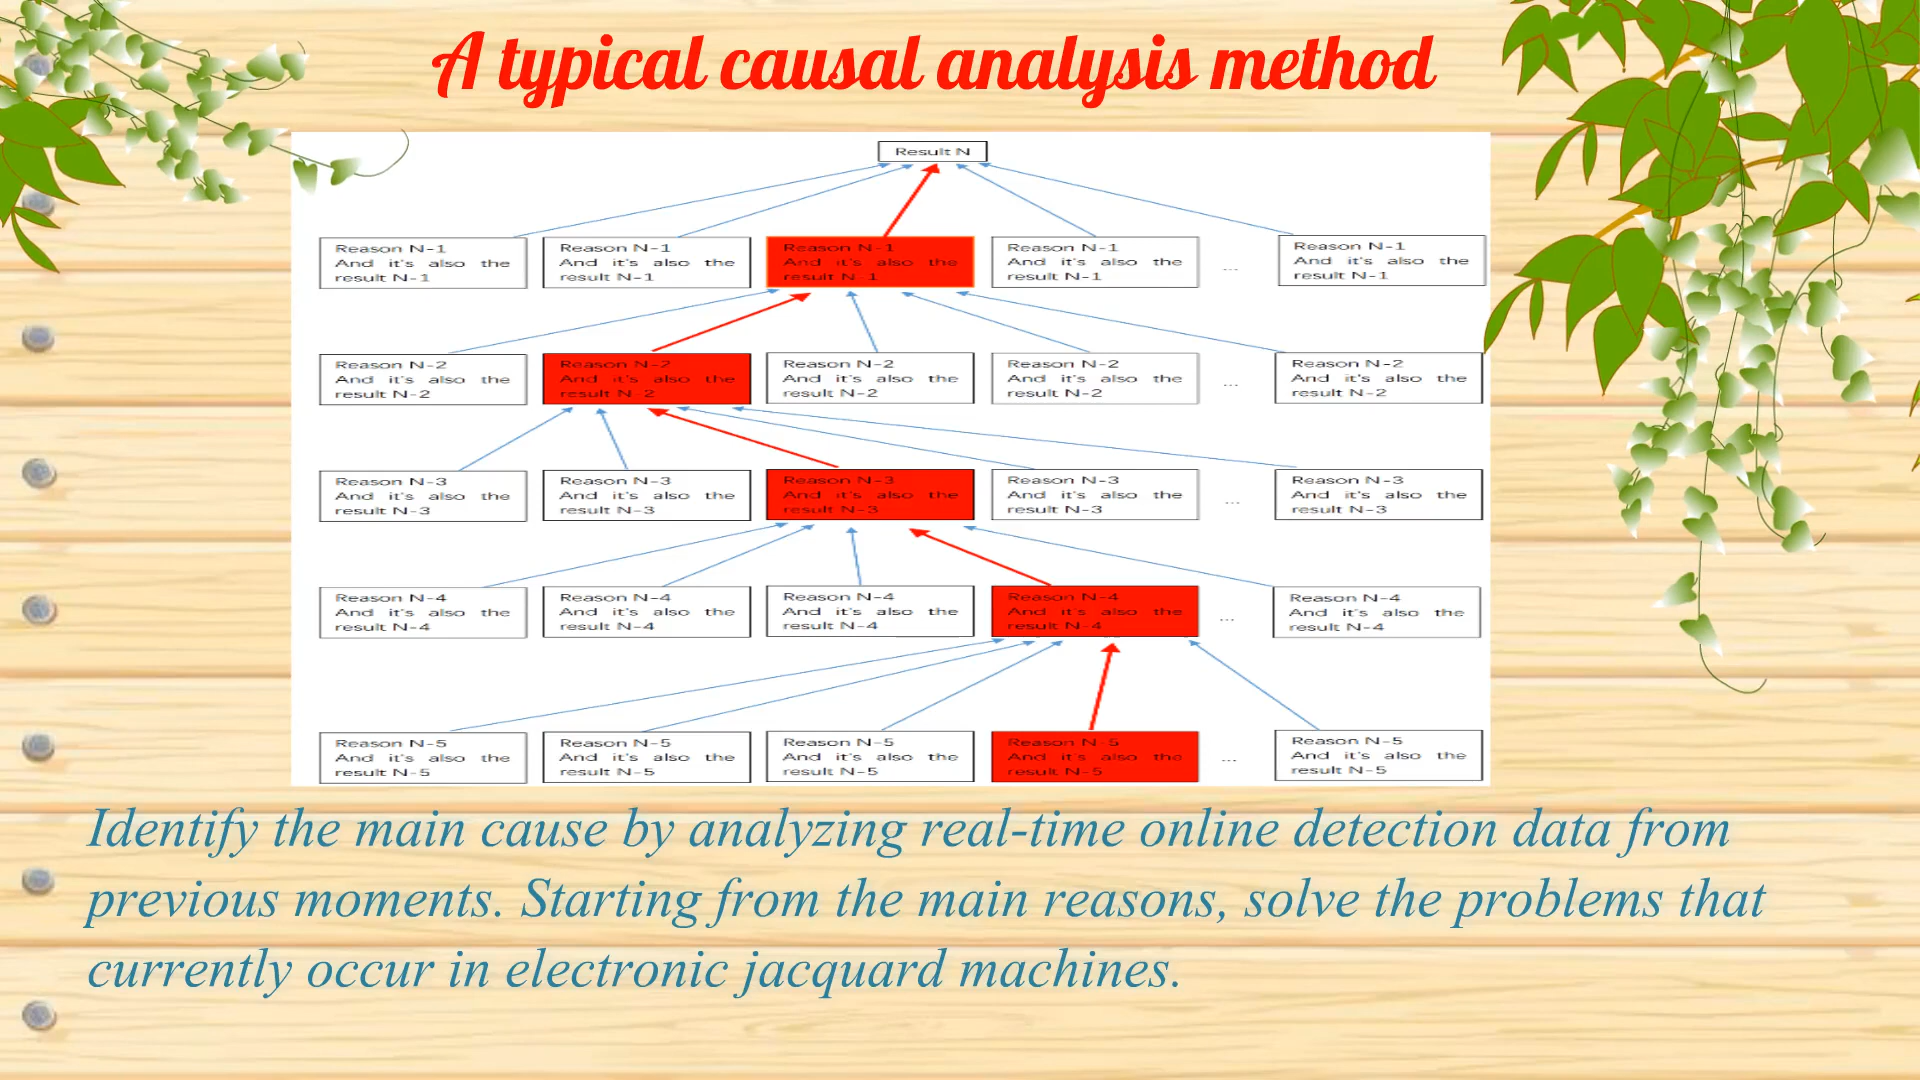 A typical causal analysis method
Result N
Reason N-1
And it's also the
result N-1
Reason N-1
And it's also the
result N-1
Reason N-1
And it's also the
result N-1
Reason N-1
And it's also the
result N-1
...
Reason N-1
And it's also the
result N-1
Reason N-2
And it's also the
result N-2
Reason N-2
And it's also the
result N-2
Reason N-2
And it's also the
result N-2
Reason N-2
And it's also the
result N-2
...
Reason N-2
And it's also the
result N-2
Reason N-3
And it's also the
result N-3
Reason N-3
And it's also the
result N-3
Reason N-3
And it's also the
result N-3
Reason N-3
And it's also the
result N-3
...
Reason N-3
And it's also the
result N-3
Reason N-4
And it's also the
result N-4
Reason N-4
And it's also the
result N-4
Reason N-4
And it's also the
result N-4
Reason N-4
And it's also the
result N-4
...
Reason N-4
And it's also the
result N-4
Reason N-5
And it's also the
result N-5
Reason N-5
And it's also the
result N-5
Reason N-5
And it's also the
result N-5
Reason N-5
And it's also the
result N-5
...
Reason N-5
And it's also the
result N-5
Identify the main cause by analyzing real-time online detection data from
previous moments. Starting from the main reasons, solve the problems that
currently occur in electronic jacquard machines.